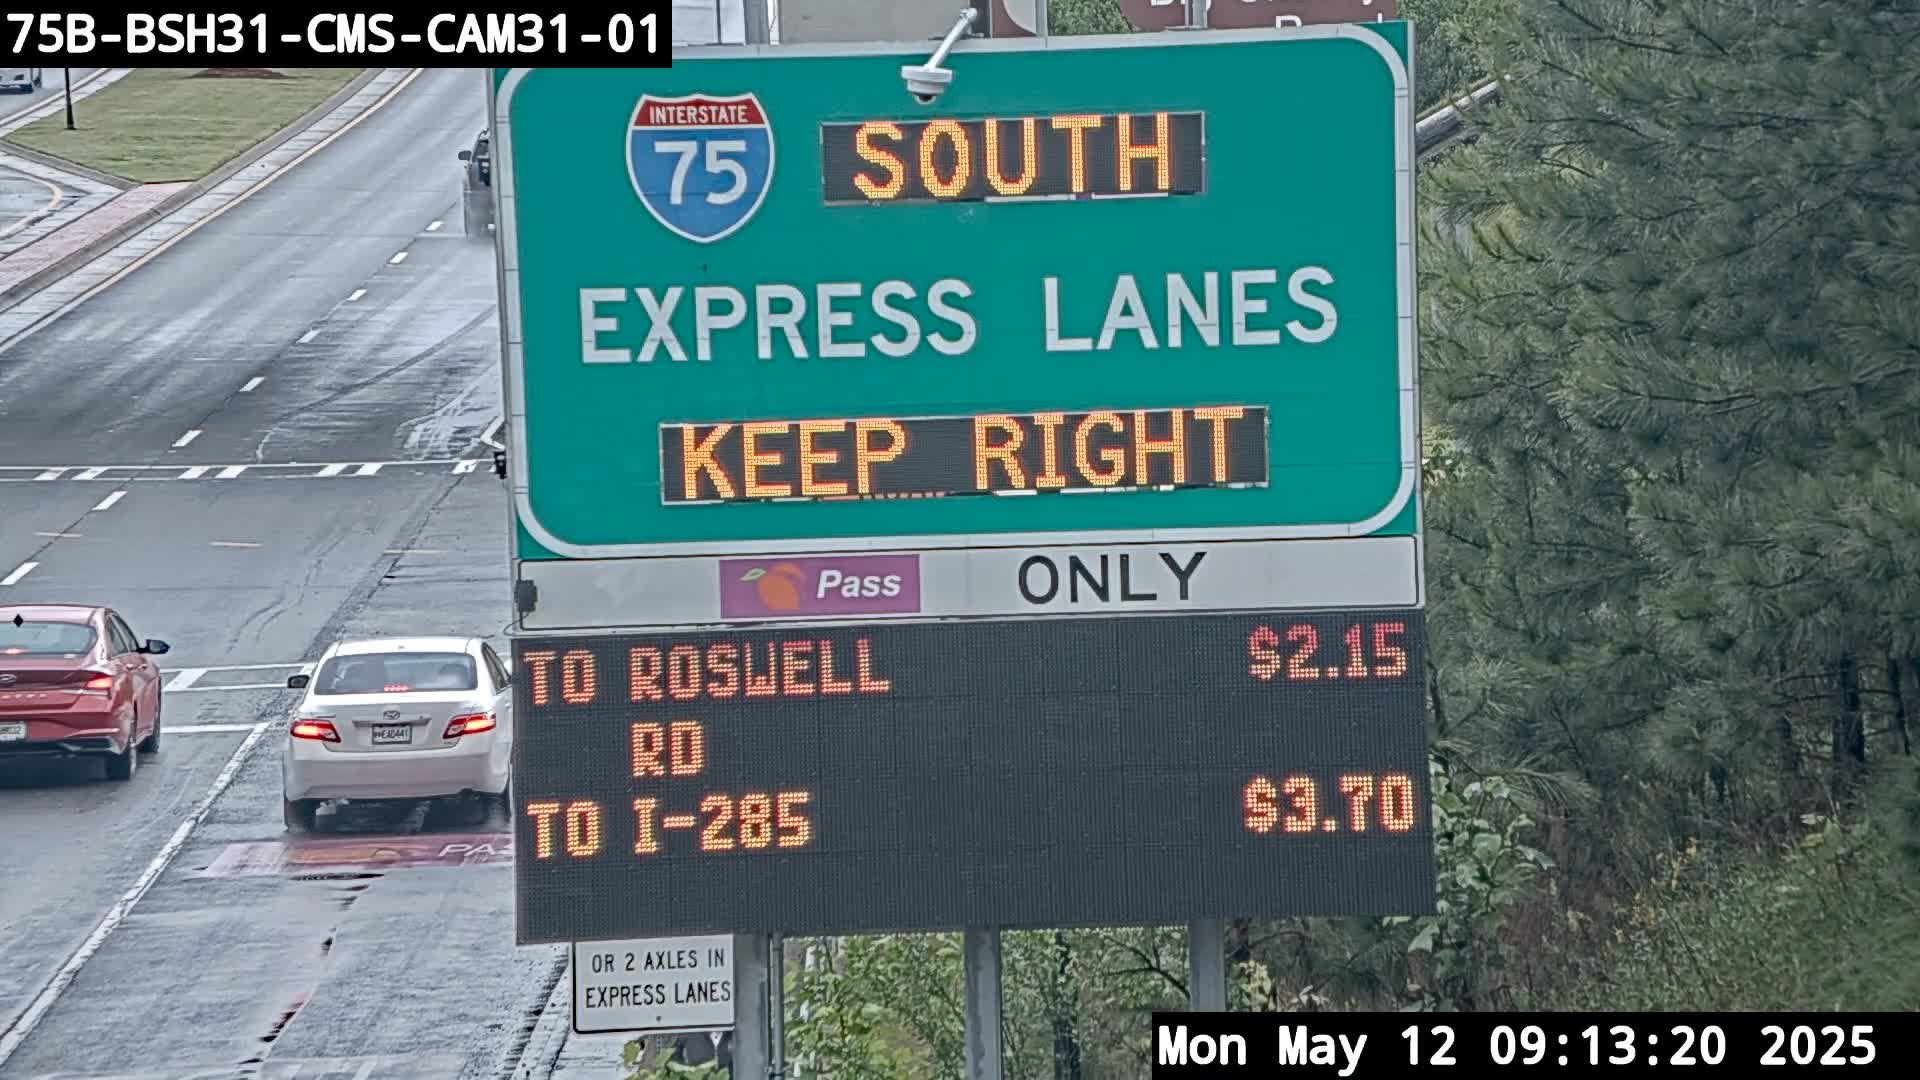 75B-BSH31-CMS-CAM31-01
INTERSTATE
75
SOUTH
EXPRESS LANES
KEEP RIGHT
Pass ONLY
TO ROSWELL $2.15
RD
TO I-285 $3.70
OR 2 AXLES IN
EXPRESS LANES
Mon May 12 09:13:20 2025